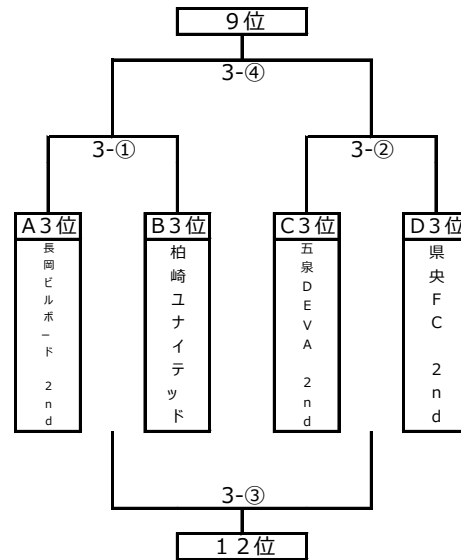 ９位
3-④
3-① 3-②
A３位 B３位 C３位 D３位
長岡ビルボード　2nd
柏崎ユナイテッド
五泉DEVA　2nd
県央FC　2nd
3-③
１２位